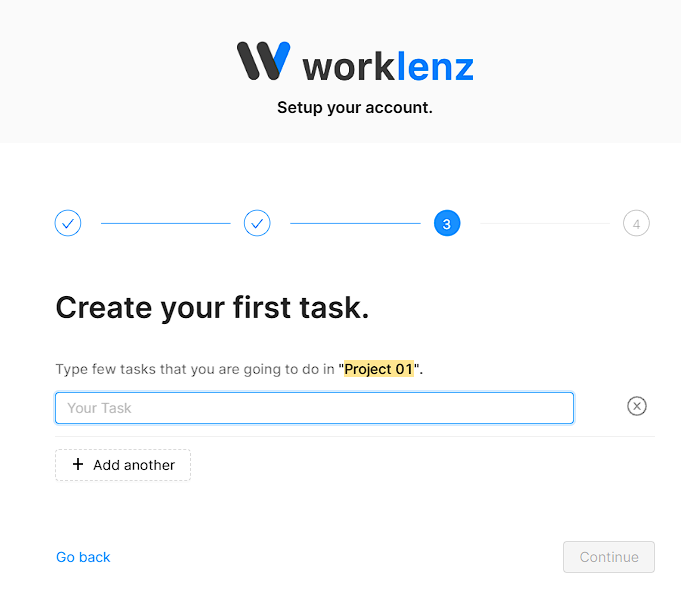 worklenz
Setup your account.
3
4
Create your first task.
Type few tasks that you are going to do in "Project 01".
Your Task
+ Add another
Go back
Continue